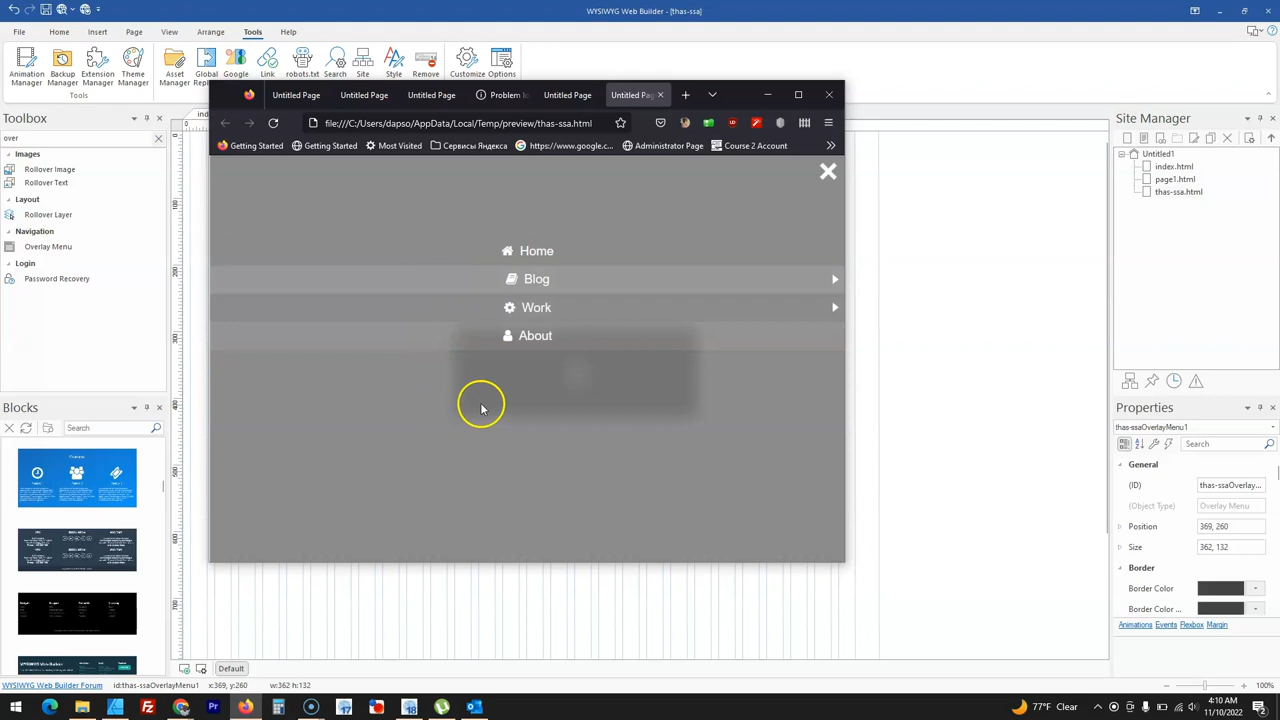 WYSIWYG Web Builder - [thas-ssa]
File Home Insert Page View Arrange Tools Help
Animation Manager
Backup Manager
Extension Manager
Theme Manager
Asset Manager
Global
Google
Link
robots.txt
Search
Site
Style
Remove
Customize
Options
Tools
Untitled Page
Untitled Page
Untitled Page
Untitled Page
Untitled Pag
file:///C:/Users/dapso/AppData/Local/Temp/preview/thas-ssa.html
Getting Started
Getting Started
Most Visited
Сервисы Яндекса
https://www.google.c...
Administrator Page
Course 2 Account
Toolbox
over
Images
Rollover Image
Rollover Text
Layout
Rollover Layer
Navigation
Overlay Menu
Login
Password Recovery
Home
Blog
Work
About
Blocks
Search
Site Manager
Untitled1
index.html
page1.html
thas-ssa.html
Properties
thas-ssaOverlayMenu1
Search
General
(ID) thas-ssaOverlay...
(Object Type) Overlay Menu
Position 369, 260
Size 362, 132
Border
Border Color
Border Color ...
Animations Events Flexbox Margin
Default
WYSIWYG Web Builder Forum
id:thas-ssaOverlayMenu1 x:369, y:260 w:362 h:132
100%
77°F Clear
4:10 AM
11/10/2022